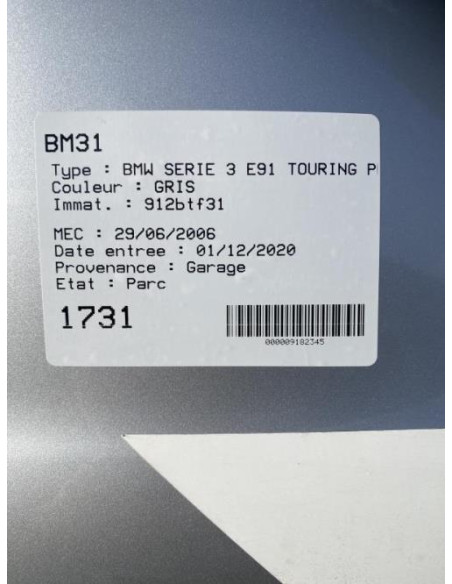 BM31
Type : BMW SERIE 3 E91 TOURING P
Couleur : GRIS
Immat. : 912btf31
MEC : 29/06/2006
Date entree : 01/12/2020
Provenance : Garage
Etat : Parc
1731
000009182345